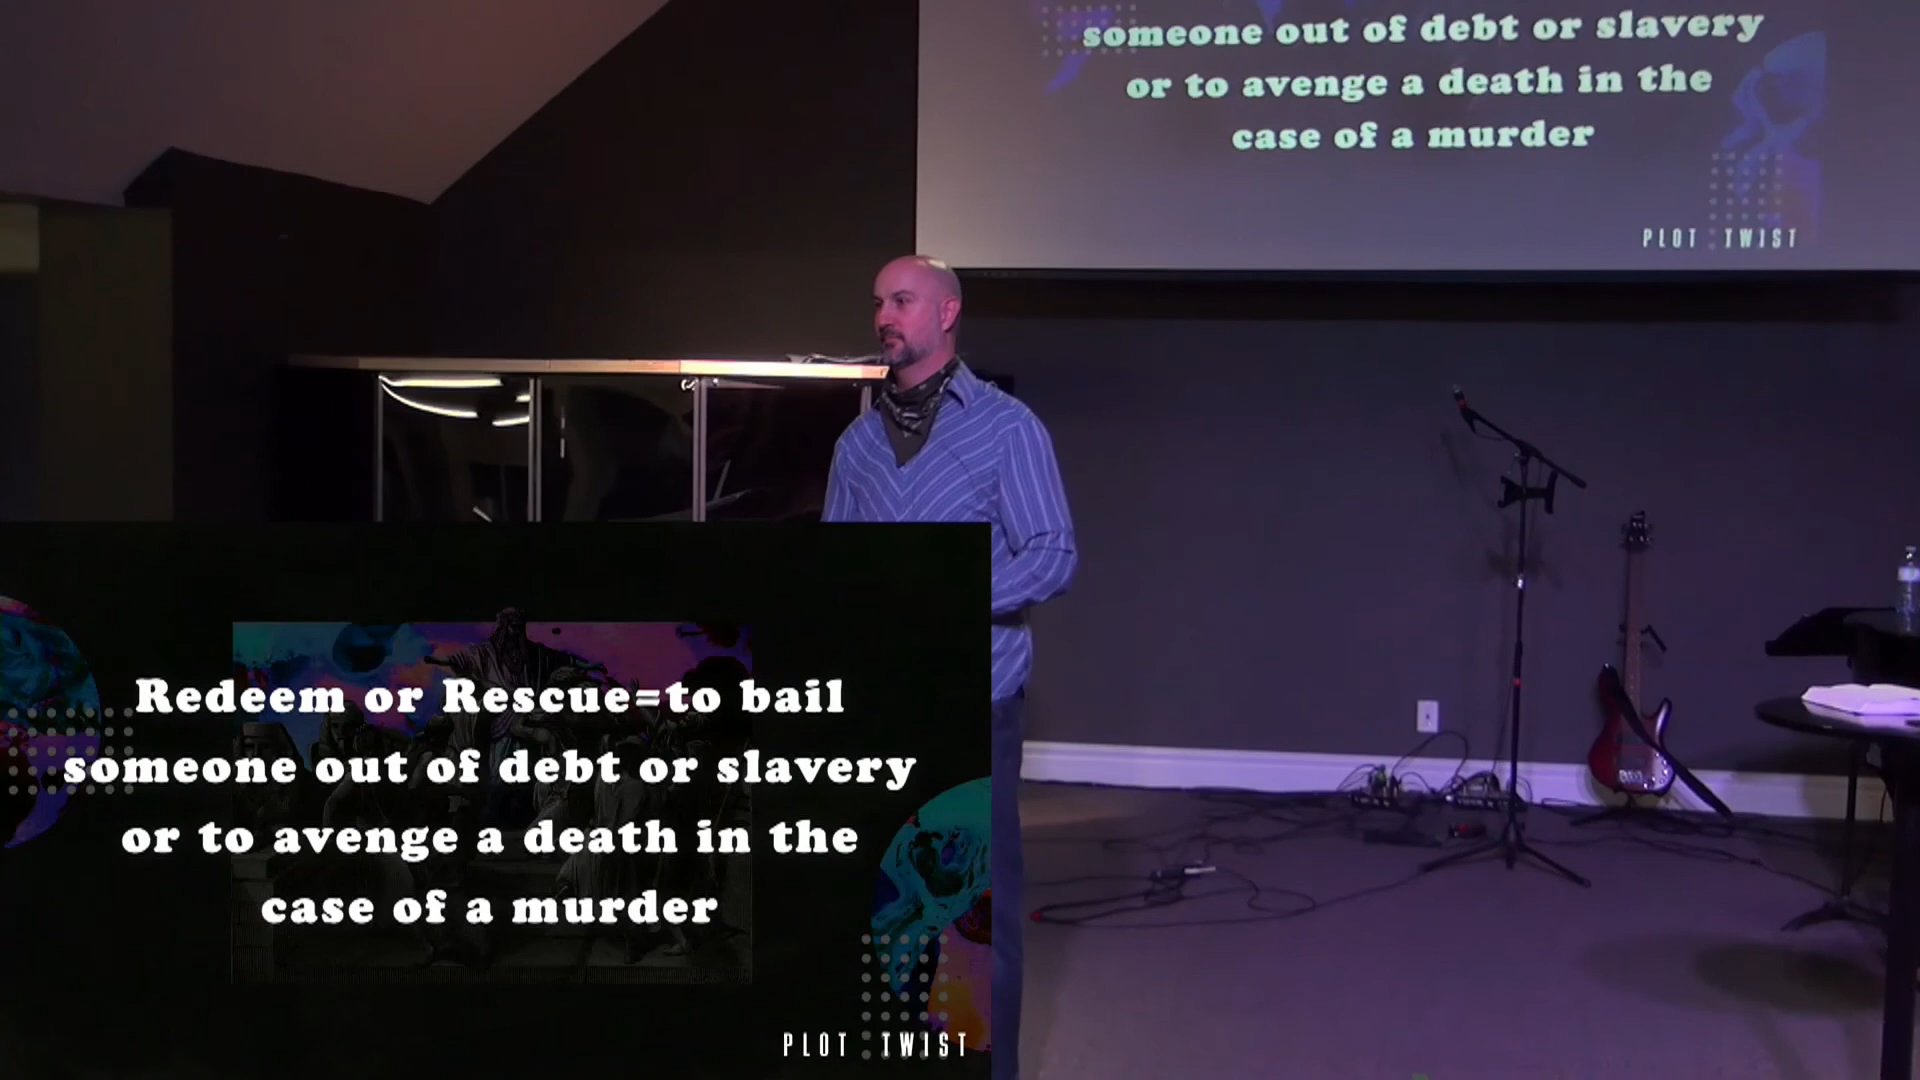 someone out of debt or slavery
or to avenge a death in the
case of a murder
PLOT TWIST
Redeem or Rescue=to bail
someone out of debt or slavery
or to avenge a death in the
case of a murder
PLOT TWIST